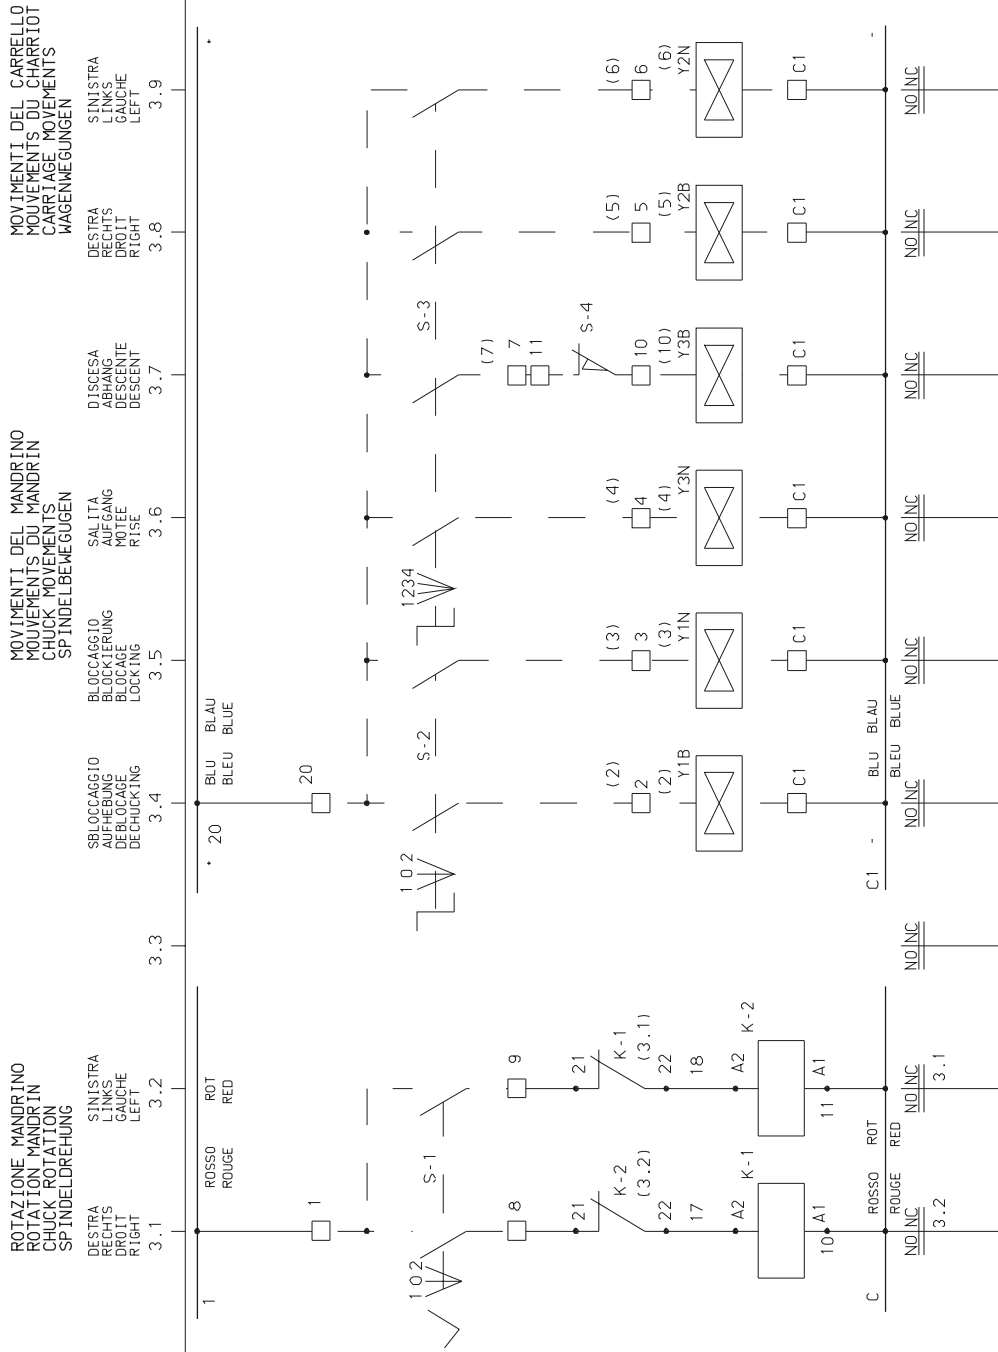 ROTAZIONE MANDRINO
ROTATION MANDRIN
CHUCK ROTATION
SPINDELDREHUNG
MOVIMENTI DEL MANDRINO
MOUVEMENTS DU MANDRIN
CHUCK MOVEMENTS
SPINDELBEWEGUGEN
MOVIMENTI DEL CARRELLO
MOUVEMENTS DU CHARRIOT
CARRIAGE MOVEMENTS
WAGENWEGUNGEN
DESTRA
RECHTS
DROIT
RIGHT
SINISTRA
LINKS
GAUCHE
LEFT
SBLOCCAGGIO
AUFHEBUNG
DEBLOCAGE
DECHUCKING
BLOCCAGGIO
BLOCKIERUNG
BLOCAGE
LOCKING
SALITA
AUFGANG
MOTEE
RISE
DISCESA
ABHANG
DESCENTE
DESCENT
DESTRA
RECHTS
DROIT
RIGHT
SINISTRA
LINKS
GAUCHE
LEFT
3.1 3.2 3.3 3.4 3.5 3.6 3.7 3.8 3.9
1 ROSSO ROT
ROUGE RED
+ 20 BLU BLAU +
BLEU BLUE
1 20
102 S-1
102 S-2 1234 S-3
(7)
8 9 7
11
21 21
K-2 K-1
(3.2) (3.1)
S-4
(2) (3) (4) (5) (6)
22 22 2 3 4 10 5 6
17 18 (2) (3) (4) (10) (5) (6)
Y1B Y1N Y3N Y3B Y2B Y2N
A2 A2
K-1 K-2
C1 C1 C1 C1 C1 C1
A1 A1
10 11
C ROSSO ROT
ROUGE RED
C1 - BLU BLAU -
BLEU BLUE
NO NC NO NC NO NC NO NC NO NC NO NC NO NC NO NC NO NC
3.2 3.1